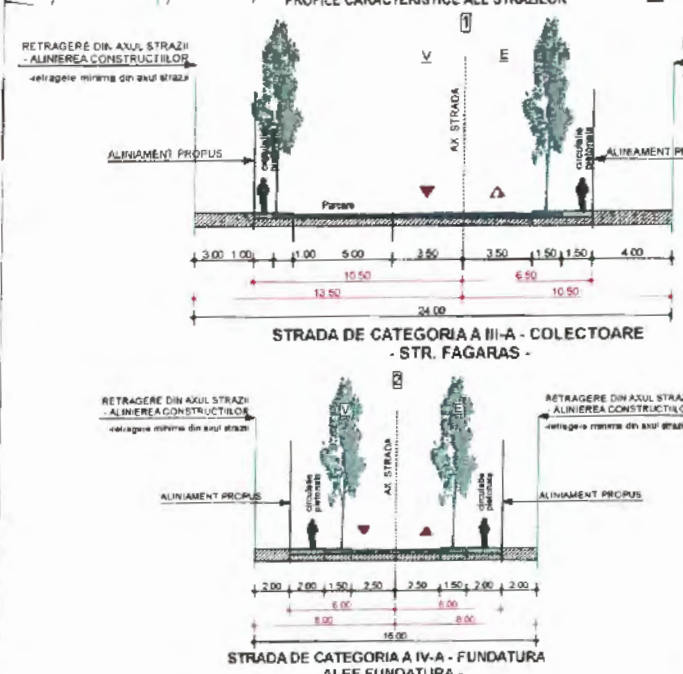 PROFILE CARACTERISTICE ALE STRAZILOR
1
RETRAGERE DIN AXUL STRAZII
- ALINIEREA CONSTRUCTIILOR
retragere minima din axul strazii
V
E
AX STRADA
circulatie
circulatie
pietonala
ALINIAMENT PROPUS
ALINIAMENT
Parcare
3.00 1.00 1.00 5.00 3.50 3.50 1.50 1.50 4.00
10.50 6.50
13.50 10.50
24.00
STRADA DE CATEGORIA A III-A - COLECTOARE
- STR. FAGARAS -
2
RETRAGERE DIN AXUL STRAZII
- ALINIEREA CONSTRUCTIILOR
retragere minima din axul strazii
V
E
AX STRADA
RETRAGERE DIN AXUL
- ALINIEREA
retragere minima din axul strazii
circulatie
pietonala
circulatie
pietonala
ALINIAMENT PROPUS
ALINIAMENT PROPUS
2.00 2.00 1.50 2.50 2.50 1.50 2.00 2.00
6.00 6.00
8.00 8.00
16.00
STRADA DE CATEGORIA A IV-A - FUNDATURA
ALEE FUNDATURA -